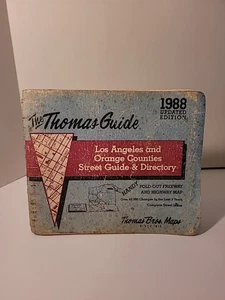 1988
UPDATED
EDITION
The Thomas Guide
Los Angeles and
Orange Counties
Street Guide & Directory
HANDY
FOLD-OUT FREEWAY
AND HIGHWAY MAP
Thomas Bros. Maps